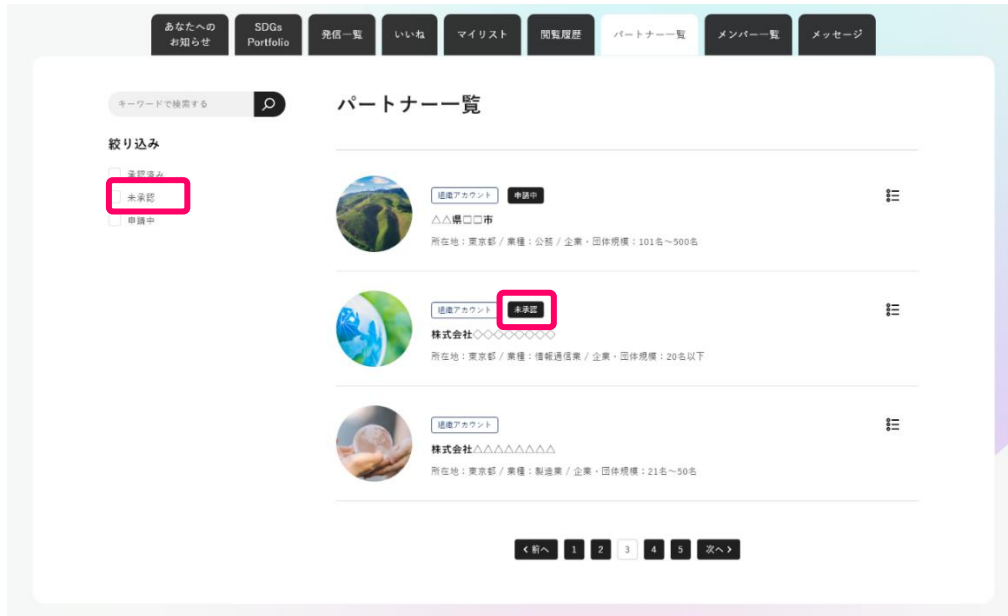 あなたへの
お知らせ
SDGs
Portfolio
発信一覧
いいね
マイリスト
閲覧履歴
パートナー一覧
メンバー一覧
メッセージ
キーワードで検索する
パートナー一覧
絞り込み
承認済み
未承認
申請中
組織アカウント 申請中
△△県□□市
所在地：東京都 / 業種：公務 / 企業・団体規模：101名～500名
組織アカウント 未承認
株式会社◇◇◇◇◇◇◇◇
所在地：東京都 / 業種：情報通信業 / 企業・団体規模：20名以下
組織アカウント
株式会社△△△△△△△△
所在地：東京都 / 業種：製造業 / 企業・団体規模：21名～50名
前へ 1 2 3 4 5 次へ